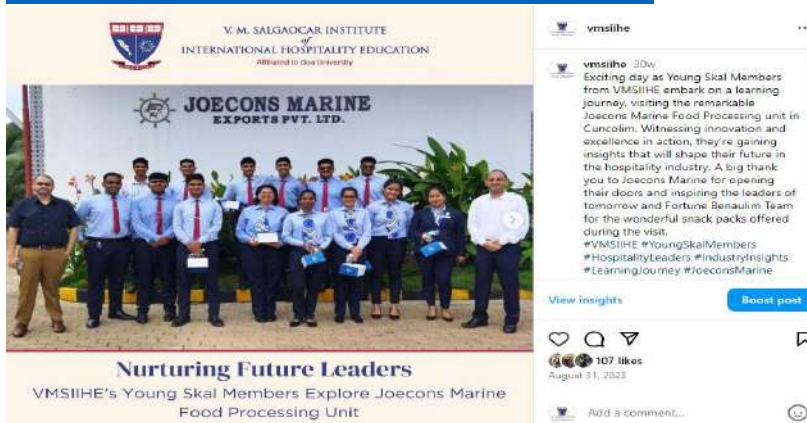 V. M. SALGAOCAR INSTITUTE
of
INTERNATIONAL HOSPITALITY EDUCATION
Affiliated to Goa University
JOECONS MARINE
EXPORTS PVT. LTD.
Nurturing Future Leaders
VMSIIHE's Young Skal Members Explore Joecons Marine
Food Processing Unit
vmsiihe
vmsiihe 30w
Exciting day as Young Skal Members
from VMSIIHE embark on a learning
journey, visiting the remarkable
Joecons Marine Food Processing unit in
Cuncolim. Witnessing innovation and
excellence in action, they're gaining
insights that will shape their future in
the hospitality industry. A big thank
you to Joecons Marine for opening
their doors and inspiring the leaders of
tomorrow and Fortune Benaulim Team
for the wonderful snack packs offered
during the visit.
#VMSIIHE #YoungSkalMembers
#HospitalityLeaders #IndustryInsights
#LearningJourney #JoeconsMarine
View insights
Boost post
107 likes
August 31, 2023
Add a comment...